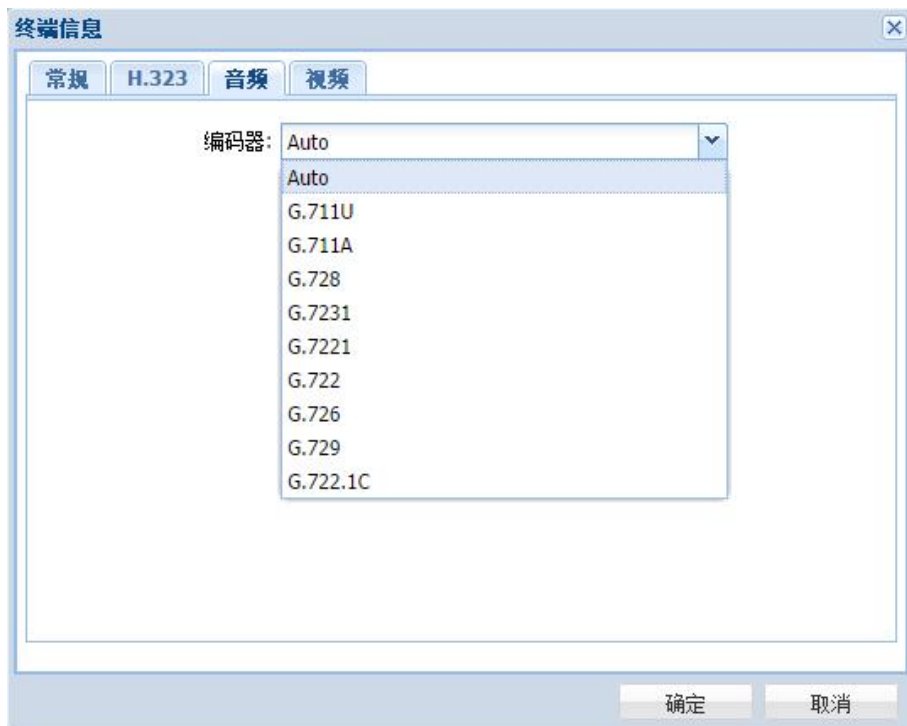 终端信息
常规 H.323 音频 视频
编码器: Auto
Auto
G.711U
G.711A
G.728
G.7231
G.7221
G.722
G.726
G.729
G.722.1C
确定 取消